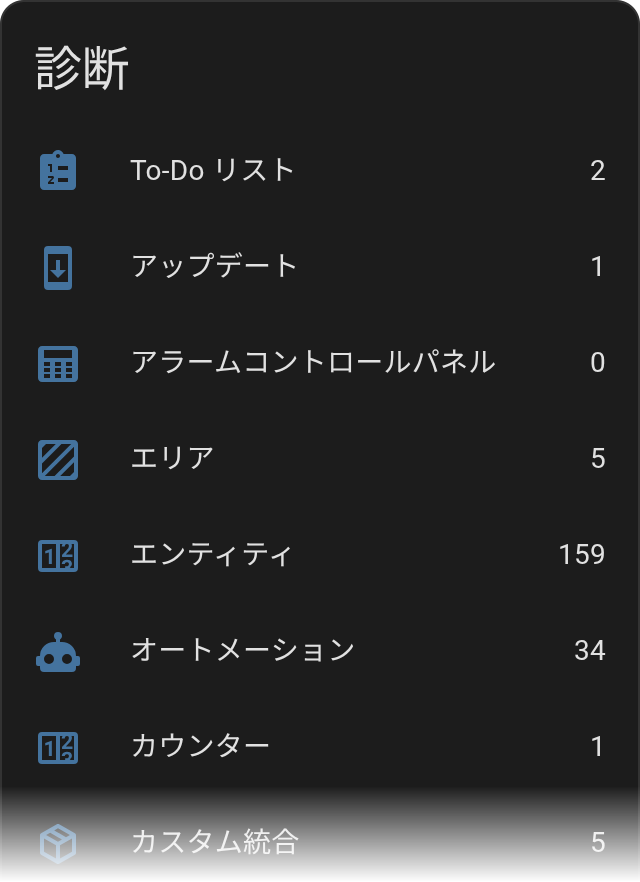 診断
To-Do リスト 2
アップデート 1
アラームコントロールパネル 0
エリア 5
エンティティ 159
オートメーション 34
カウンター 1
カスタム統合 5